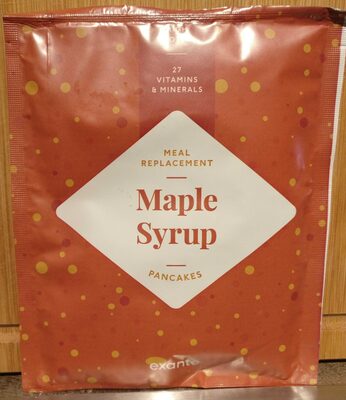 27
VITAMINS
& MINERALS
MEAL
REPLACEMENT
Maple
Syrup
PANCAKES
exante